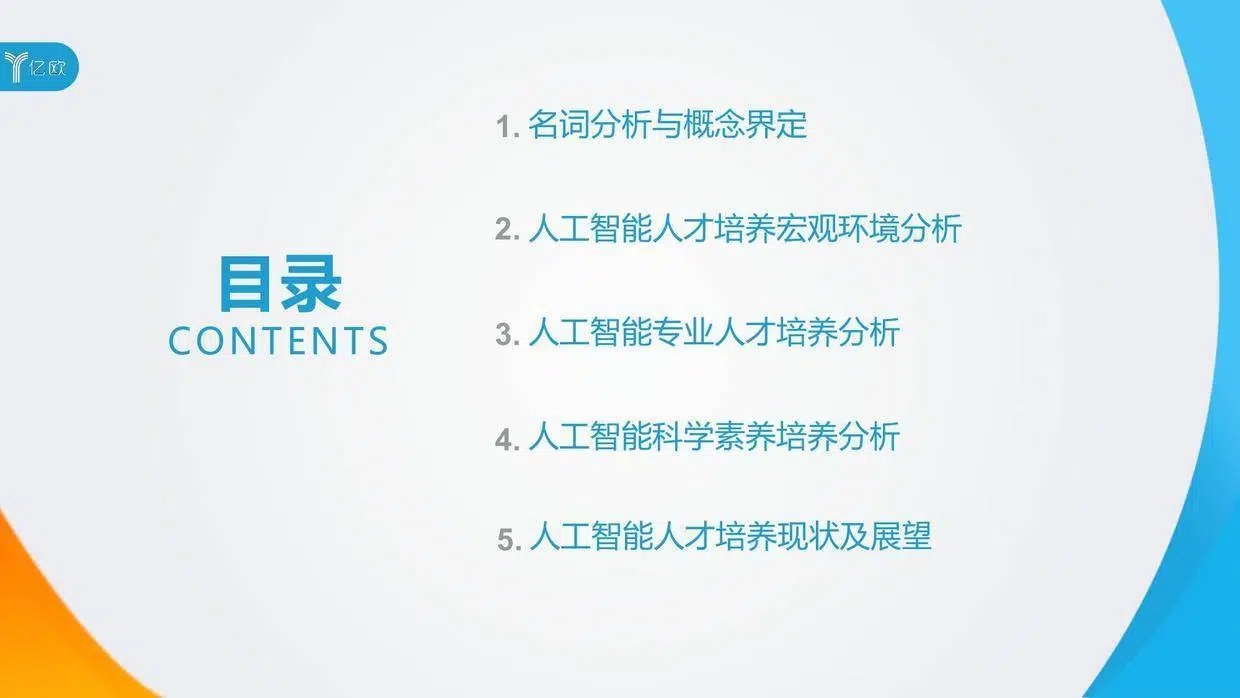 亿欧
目录
CONTENTS
1. 名词分析与概念界定
2. 人工智能人才培养宏观环境分析
3. 人工智能专业人才培养分析
4. 人工智能科学素养培养分析
5. 人工智能人才培养现状及展望